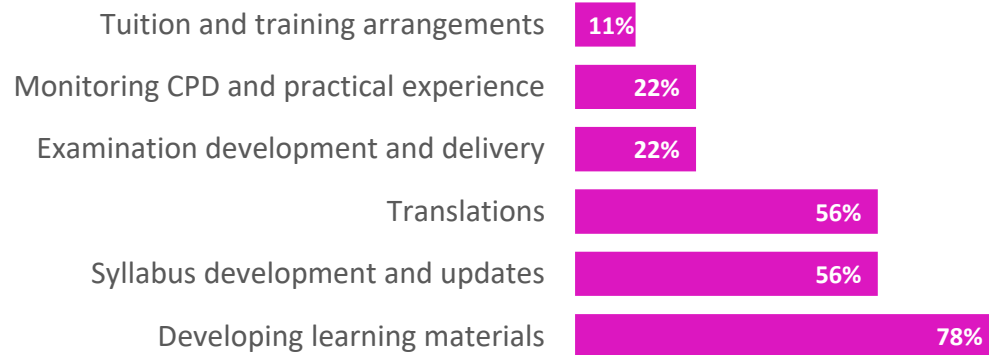 Tuition and training arrangements 11%
Monitoring CPD and practical experience 22%
Examination development and delivery 22%
Translations 56%
Syllabus development and updates 56%
Developing learning materials 78%